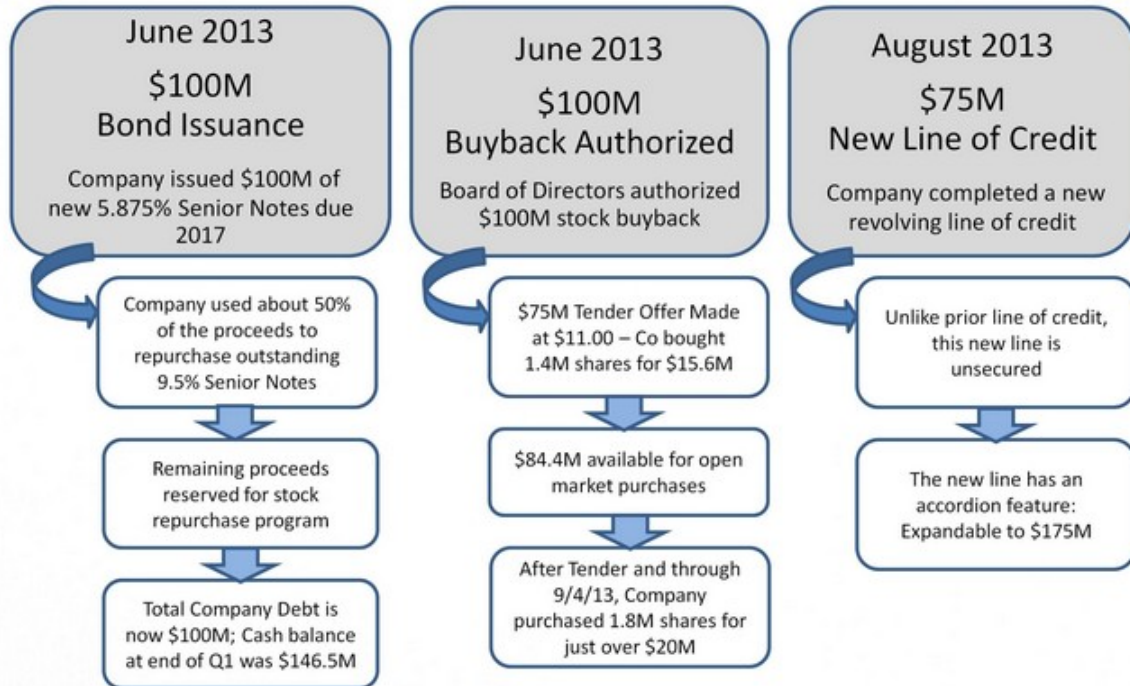 June 2013
$100M
Bond Issuance
Company issued $100M of
new 5.875% Senior Notes due
2017
Company used about 50%
of the proceeds to
repurchase outstanding
9.5% Senior Notes
Remaining proceeds
reserved for stock
repurchase program
Total Company Debt is
now $100M; Cash balance
at end of Q1 was $146.5M
June 2013
$100M
Buyback Authorized
Board of Directors authorized
$100M stock buyback
$75M Tender Offer Made
at $11.00 – Co bought
1.4M shares for $15.6M
$84.4M available for open
market purchases
After Tender and through
9/4/13, Company
purchased 1.8M shares for
just over $20M
August 2013
$75M
New Line of Credit
Company completed a new
revolving line of credit
Unlike prior line of credit,
this new line is
unsecured
The new line has an
accordion feature:
Expandable to $175M